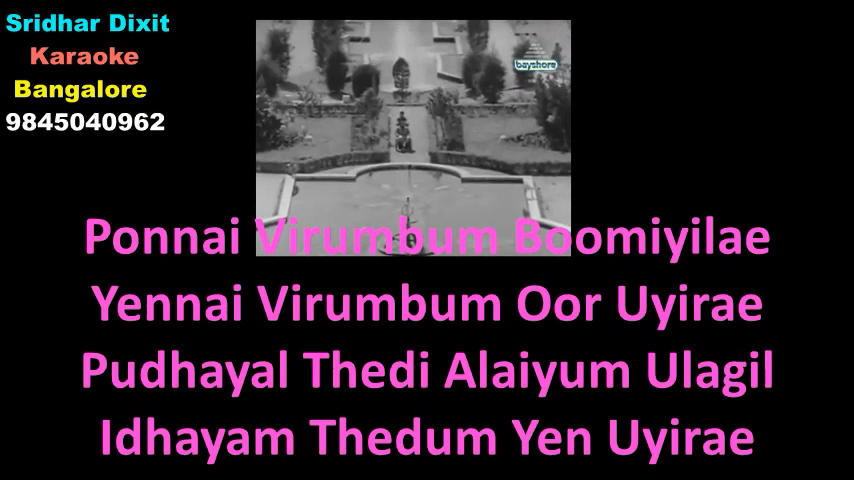 Sridhar Dixit
Karaoke
Bangalore
9845040962
bayshore
Ponnai Virumbum Boomiyilae
Yennai Virumbum Oor Uyirae
Pudhayal Thedi Alaiyum Ulagil
Idhayam Thedum Yen Uyirae